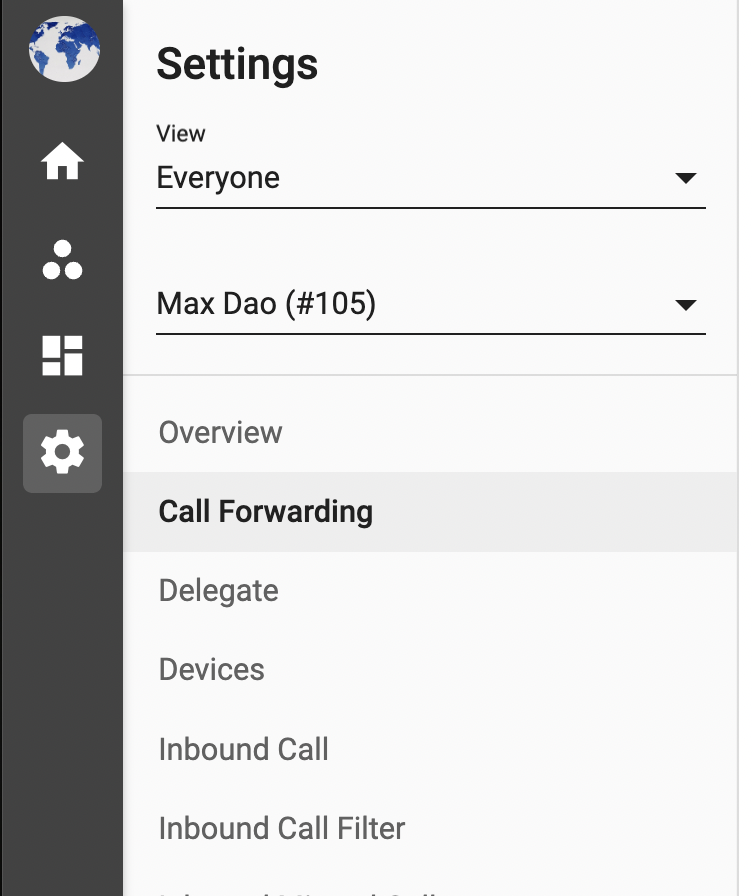 Settings
View
Everyone
Max Dao (#105)
Overview
Call Forwarding
Delegate
Devices
Inbound Call
Inbound Call Filter